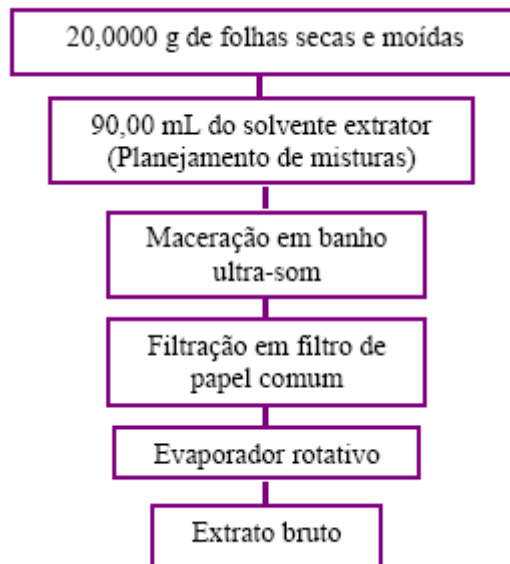 20,0000 g de folhas secas e moídas
90,00 mL do solvente extrator
(Planejamento de misturas)
Maceração em banho
ultra-som
Filtração em filtro de
papel comum
Evaporador rotativo
Extrato bruto